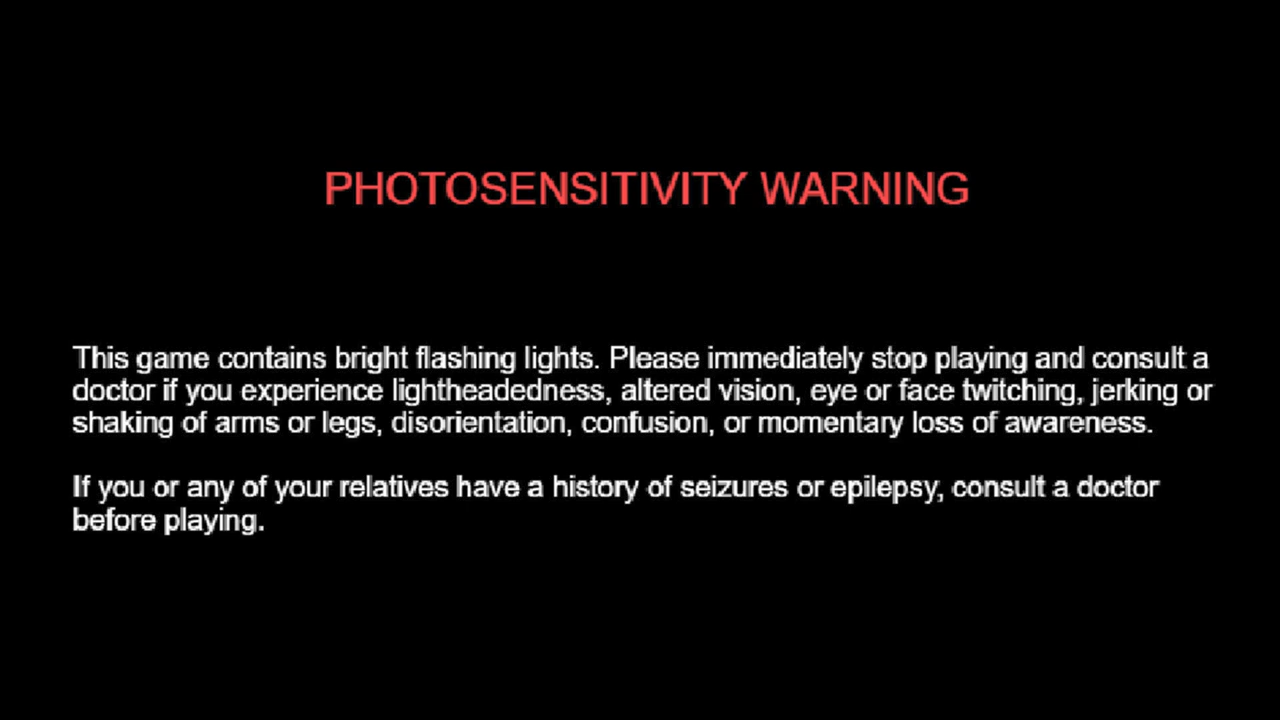 PHOTOSENSITIVITY WARNING
This game contains bright flashing lights. Please immediately stop playing and consult a
doctor if you experience lightheadedness, altered vision, eye or face twitching, jerking or
shaking of arms or legs, disorientation, confusion, or momentary loss of awareness.
If you or any of your relatives have a history of seizures or epilepsy, consult a doctor
before playing.